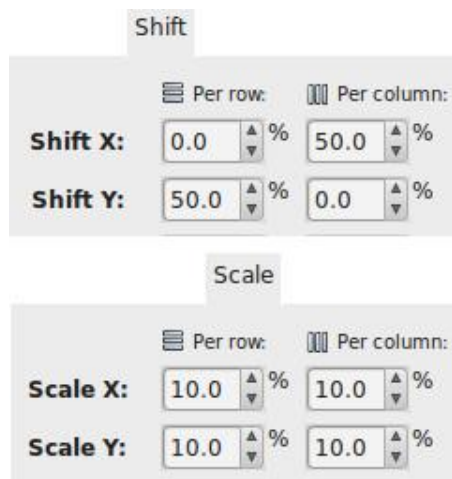 Shift
Per row: Per column:
Shift X: 0.0 % 50.0 %
Shift Y: 50.0 % 0.0 %
Scale
Per row: Per column:
Scale X: 10.0 % 10.0 %
Scale Y: 10.0 % 10.0 %